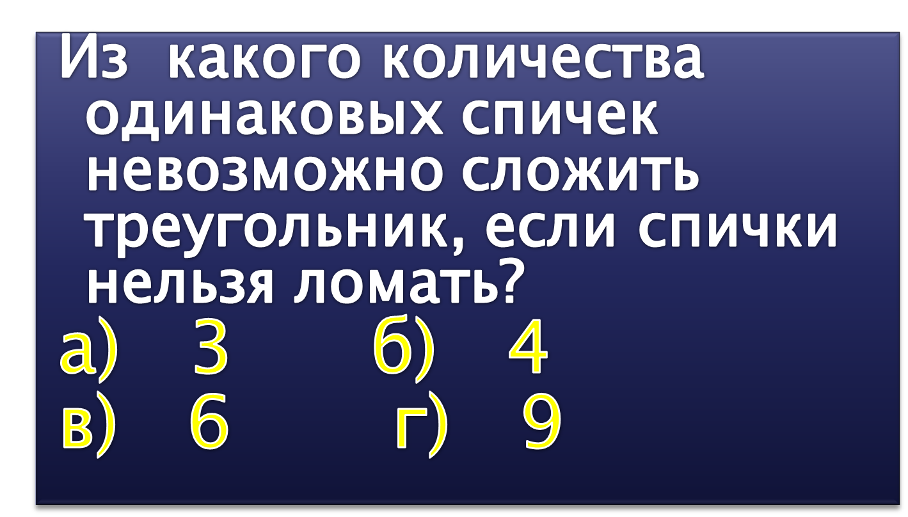 Из какого количества
одинаковых спичек
невозможно сложить
треугольник, если спички
нельзя ломать?
а) 3 б) 4
в) 6 г) 9